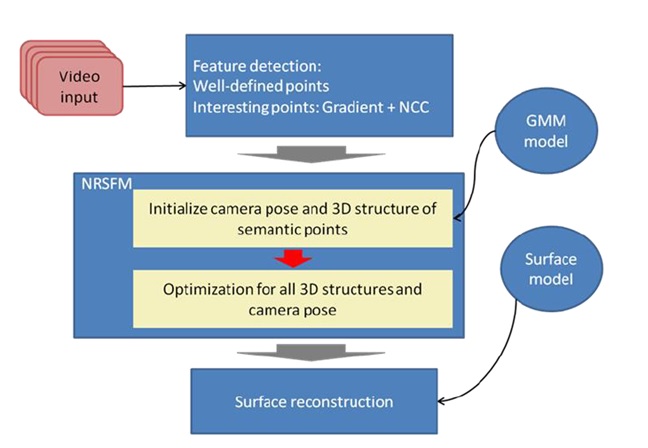 Video
input
Feature detection:
Well-defined points
Interesting points: Gradient + NCC
GMM
model
NRSFM
Initialize camera pose and 3D structure of
semantic points
Surface
model
Optimization for all 3D structures and
camera pose
Surface reconstruction